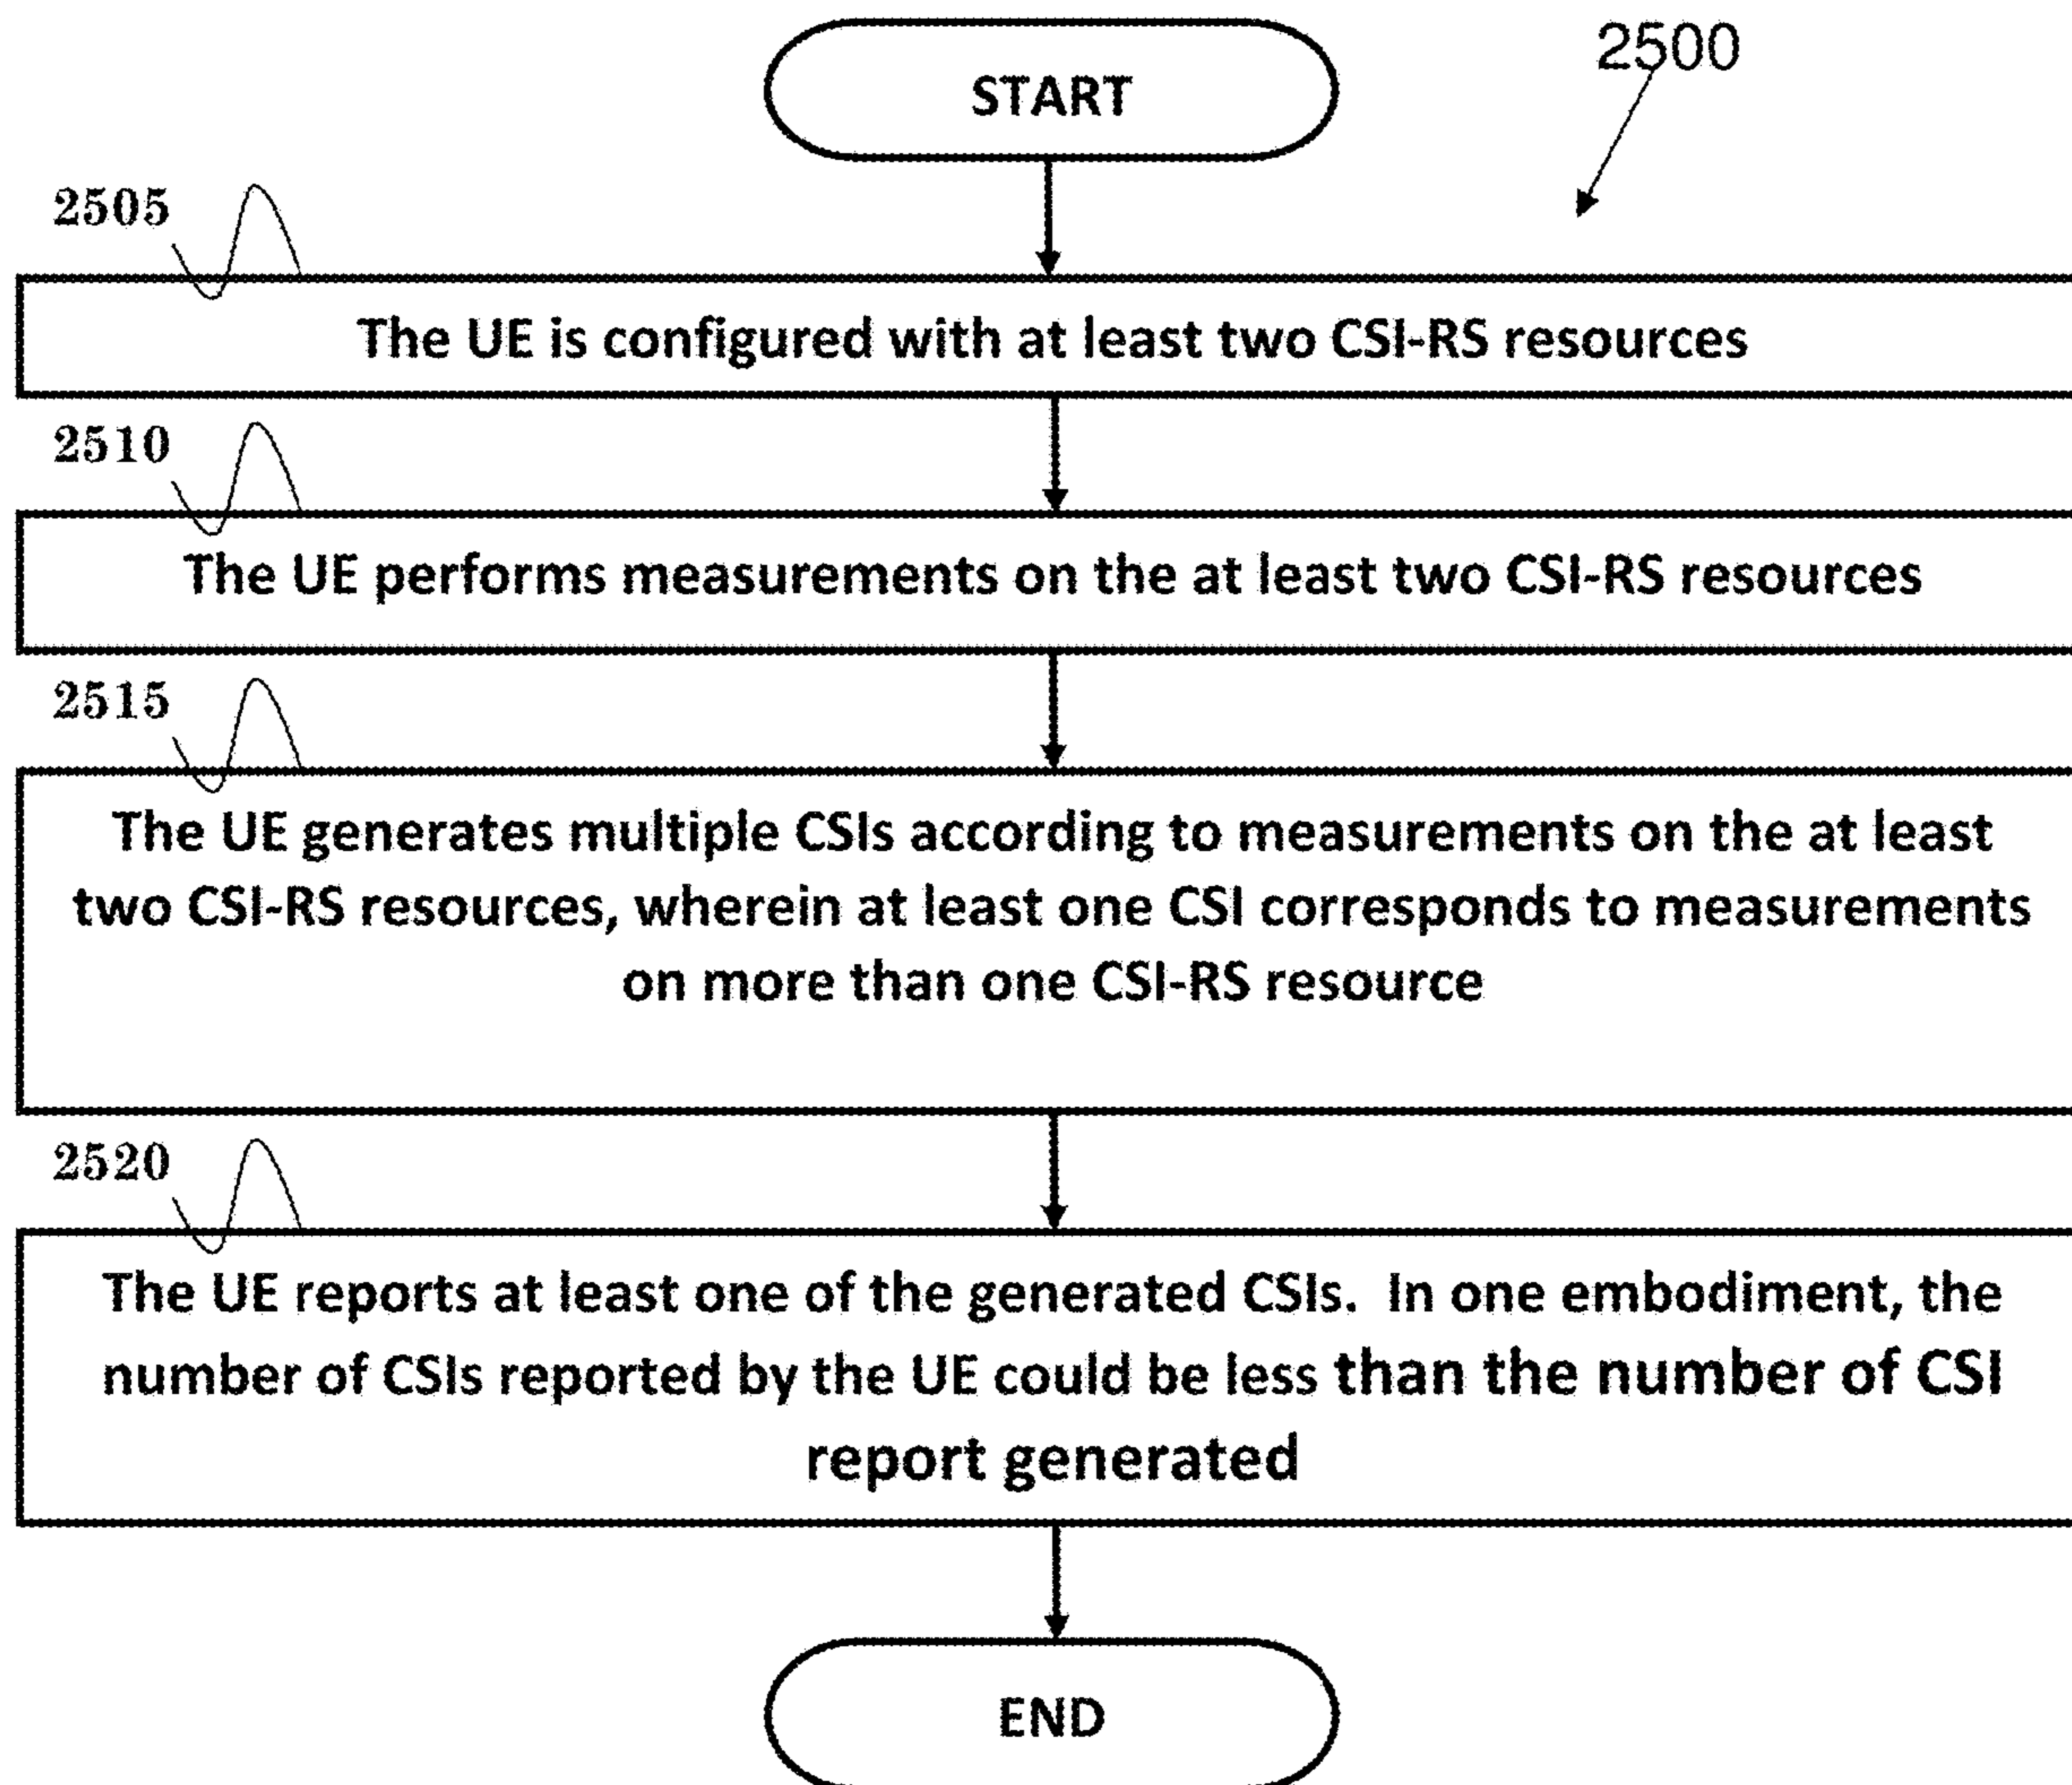 START
2500
2505
The UE is configured with at least two CSI-RS resources
2510
The UE performs measurements on the at least two CSI-RS resources
2515
The UE generates multiple CSIs according to measurements on the at least
two CSI-RS resources, wherein at least one CSI corresponds to measurements
on more than one CSI-RS resource
2520
The UE reports at least one of the generated CSIs. In one embodiment, the
number of CSIs reported by the UE could be less than the number of CSI
report generated
END